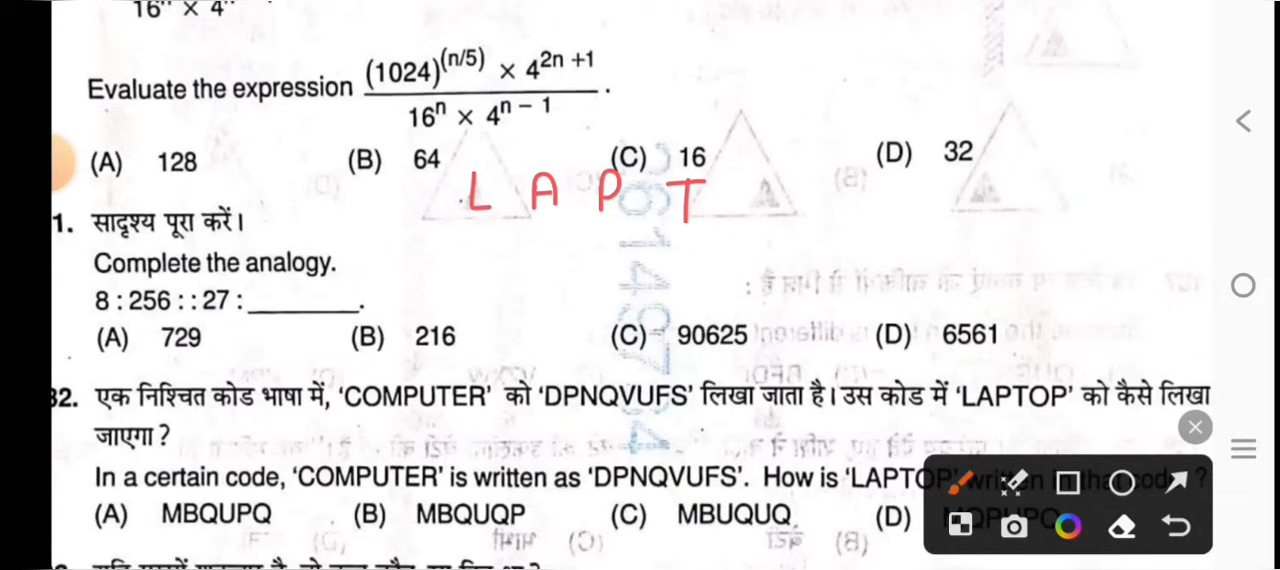 16ⁿ × 4ⁿ⁻¹
Evaluate the expression (1024)^(n/5) × 4^(2n+1) / 16^n × 4^(n – 1) .
(A) 128 (B) 64 (C) 16 (D) 32
L A P T
1. सादृश्य पूरा करें।
Complete the analogy.
8 : 256 : : 27 : ________.
(A) 729 (B) 216 (C) 90625 (D) 6561
32. एक निश्चित कोड भाषा में, ‘COMPUTER’ को ‘DPNQVUFS’ लिखा जाता है। उस कोड में ‘LAPTOP’ को कैसे लिखा
जाएगा ?
In a certain code, ‘COMPUTER’ is written as ‘DPNQVUFS’. How is ‘LAPTOP’ written in that code ?
(A) MBQUPQ (B) MBQUQP (C) MBUQUQ (D)